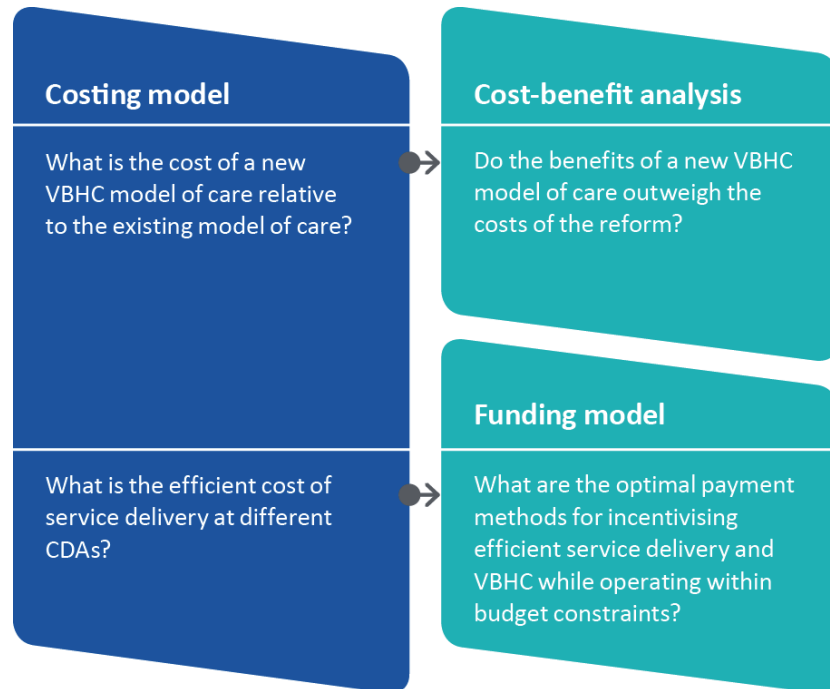 Costing model
What is the cost of a new
VBHC model of care relative
to the existing model of care?
What is the efficient cost of
service delivery at different
CDAs?
Cost-benefit analysis
Do the benefits of a new VBHC
model of care outweigh the
costs of the reform?
Funding model
What are the optimal payment
methods for incentivising
efficient service delivery and
VBHC while operating within
budget constraints?